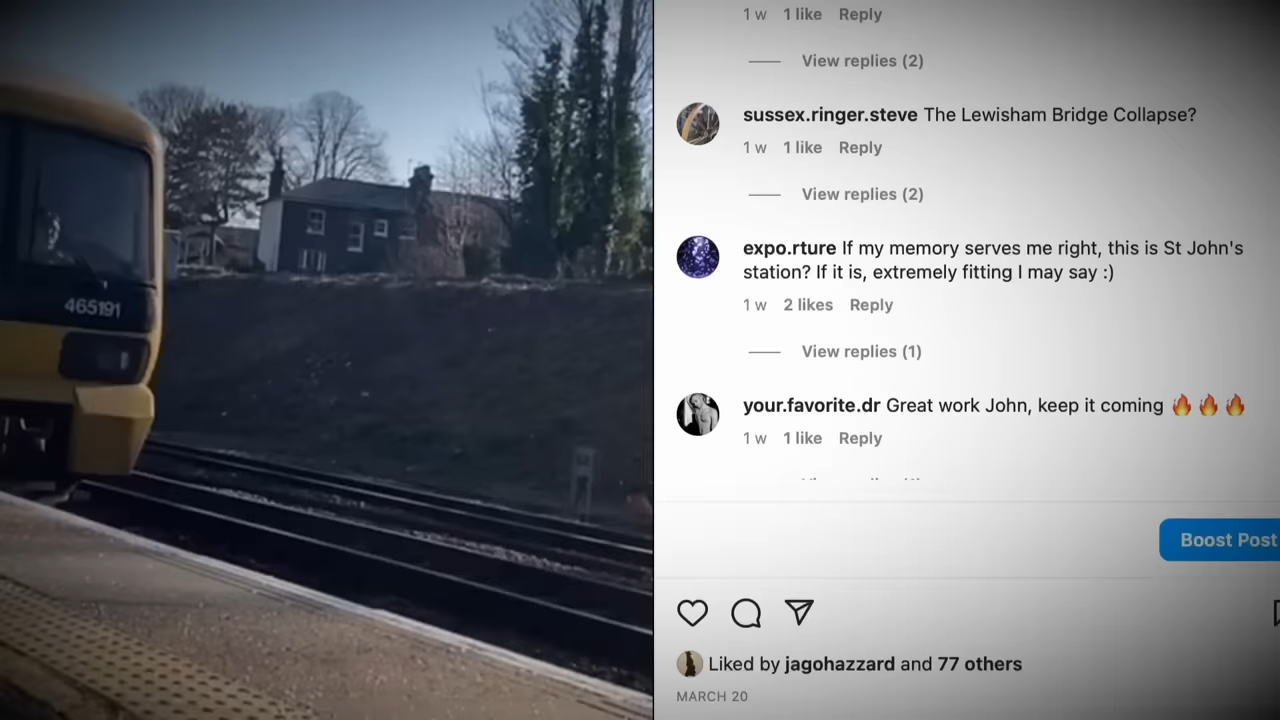 465191
1 w 1 like Reply
View replies (2)
sussex.ringer.steve The Lewisham Bridge Collapse?
1 w 1 like Reply
View replies (2)
expo.rture If my memory serves me right, this is St John's
station? If it is, extremely fitting I may say :)
1 w 2 likes Reply
View replies (1)
your.favorite.dr Great work John, keep it coming 🔥🔥🔥
1 w 1 like Reply
Boost Post
Liked by jagohazzard and 77 others
MARCH 20